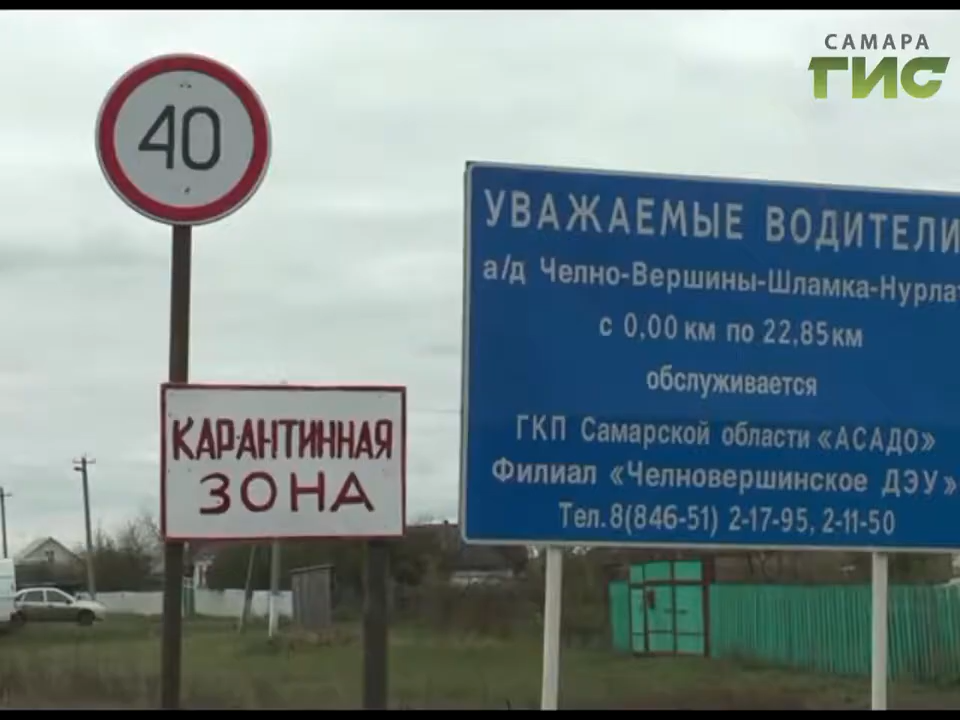 САМАРА
ГИС
40
КАРАНТИННАЯ
ЗОНА
УВАЖАЕМЫЕ ВОДИТЕЛИ
а/д Челно-Вершины-Шламка-Нурлат
с 0,00 км по 22,85 км
обслуживается
ГКП Самарской области «АСАДО»
Филиал «Челновершинское ДЭУ»
Тел. 8(846-51) 2-17-95, 2-11-50